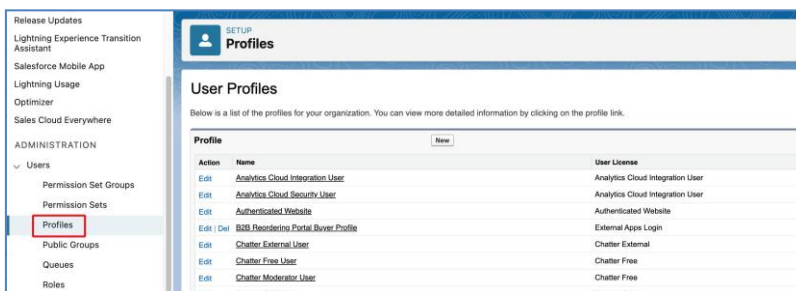 Release Updates
Lightning Experience Transition
Assistant
Salesforce Mobile App
Lightning Usage
Optimizer
Sales Cloud Everywhere
ADMINISTRATION
Users
Permission Set Groups
Permission Sets
Profiles
Public Groups
Queues
Roles
SETUP
Profiles
User Profiles
Below is a list of the profiles for your organization. You can view more detailed information by clicking on the profile link.
Profile New
Action Name User License
Edit Analytics Cloud Integration User Analytics Cloud Integration User
Edit Analytics Cloud Security User Analytics Cloud Integration User
Edit Authenticated Website Authenticated Website
Edit | Del B2B Reordering Portal Buyer Profile External Apps Login
Edit Chatter External User Chatter External
Edit Chatter Free User Chatter Free
Edit Chatter Moderator User Chatter Free